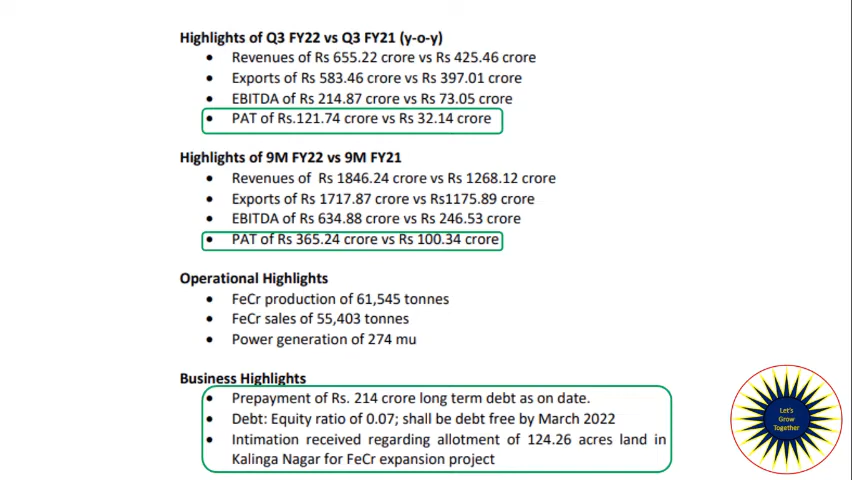 Highlights of Q3 FY22 vs Q3 FY21 (y-o-y)
• Revenues of Rs 655.22 crore vs Rs 425.46 crore
• Exports of Rs 583.46 crore vs Rs 397.01 crore
• EBITDA of Rs 214.87 crore vs Rs 73.05 crore
• PAT of Rs.121.74 crore vs Rs 32.14 crore
Highlights of 9M FY22 vs 9M FY21
• Revenues of Rs 1846.24 crore vs Rs 1268.12 crore
• Exports of Rs 1717.87 crore vs Rs1175.89 crore
• EBITDA of Rs 634.88 crore vs Rs 246.53 crore
• PAT of Rs 365.24 crore vs Rs 100.34 crore
Operational Highlights
• FeCr production of 61,545 tonnes
• FeCr sales of 55,403 tonnes
• Power generation of 274 mu
Business Highlights
• Prepayment of Rs. 214 crore long term debt as on date.
• Debt: Equity ratio of 0.07; shall be debt free by March 2022
• Intimation received regarding allotment of 124.26 acres land in
Kalinga Nagar for FeCr expansion project
Let's
Grow
Together